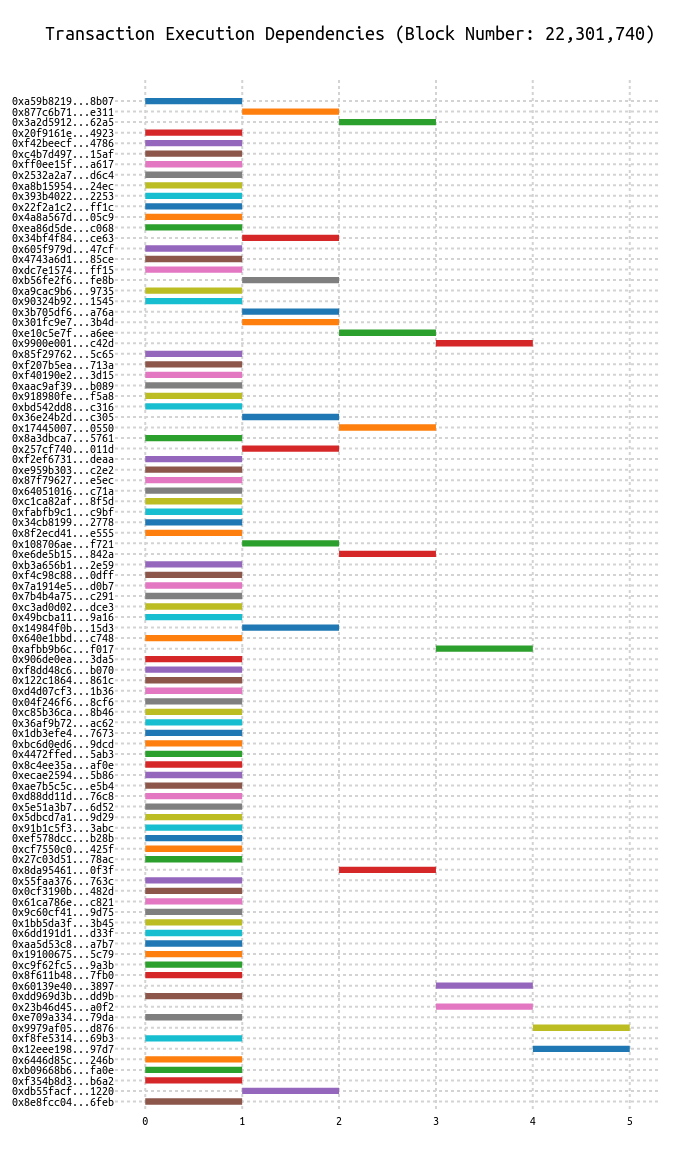 Transaction Execution Dependencies (Block Number: 22,301,740)
0xa59b8219...8b07
0x877c6b71...e311
0x3a2d5912...62a5
0x20f9161e...4923
0xf42beecf...4786
0xc4b7d497...15af
0xff0ee15f...a617
0x2532a2a7...d6c4
0xa8b15954...24ec
0x393b4022...2253
0x22f2a1c2...ff1c
0x4a8a567d...05c9
0xea86d5de...c068
0x34bf4f84...ce63
0x605f979d...47cf
0x4743a6d1...85ce
0xdc7e1574...ff15
0xb56fe2f6...fe8b
0xa9cac9b6...9735
0x90324b92...1545
0x3b705df6...a76a
0x301fc9e7...3b4d
0xe10c5e7f...a6ee
0x9900e001...c42d
0x85f29762...5c65
0xf207b5ea...713a
0xf40190e2...3d15
0xaac9af39...b089
0x918980fe...f5a8
0xbd542dd8...c316
0x36e24b2d...c305
0x17445007...0550
0x8a3dbca7...5761
0x257cf740...011d
0xf2ef6731...deaa
0xe959b303...c2e2
0x87f79627...e5ec
0x64051016...c71a
0xc1ca82af...8f5d
0xfabfb9c1...c9bf
0x34cb8199...2778
0x8f2ecd41...e555
0x108706ae...f721
0xe6de5b15...842a
0xb3a656b1...2e59
0xf4c98c88...0dff
0x7a1914e5...d0b7
0x7b4b4a75...c291
0xc3ad0d02...dce3
0x49bcba11...9a16
0x14984f0b...15d3
0x640e1bbd...c748
0xafbb9b6c...f017
0x906de0ea...3da5
0xf8dd48c6...b070
0x122c1864...861c
0xd4d07cf3...1b36
0x04f246f6...8cf6
0xc85b36ca...8b46
0x36af9b72...ac62
0x1db3efe4...7673
0xbc6d0ed6...9dcd
0x4472ffed...5ab3
0x8c4ee35a...af0e
0xecae2594...5b86
0xae7b5c5c...e5b4
0xd88dd11d...76c8
0x5e51a3b7...6d52
0x5dbcd7a1...9d29
0x91b1c5f3...3abc
0xef578dcc...b28b
0xcf7550c0...425f
0x27c03d51...78ac
0x8da95461...0f3f
0x55faa376...763c
0x0cf3190b...482d
0x61ca786e...c821
0x9c60cf41...9d75
0x1bb5da3f...3b45
0x6dd191d1...d33f
0xaa5d53c8...a7b7
0x19100675...5c79
0xc9f62fc5...9a3b
0x8f611b48...7fb0
0x60139e40...3897
0xdd969d3b...dd9b
0x23b46d45...a0f2
0xe709a334...79da
0x9979af05...d876
0xf8fe5314...69b3
0x12eee198...97d7
0x6446d85c...246b
0xb09668b6...fa0e
0xf354b8d3...b6a2
0xdb55facf...1220
0x8e8fcc04...6feb
0 1 2 3 4 5